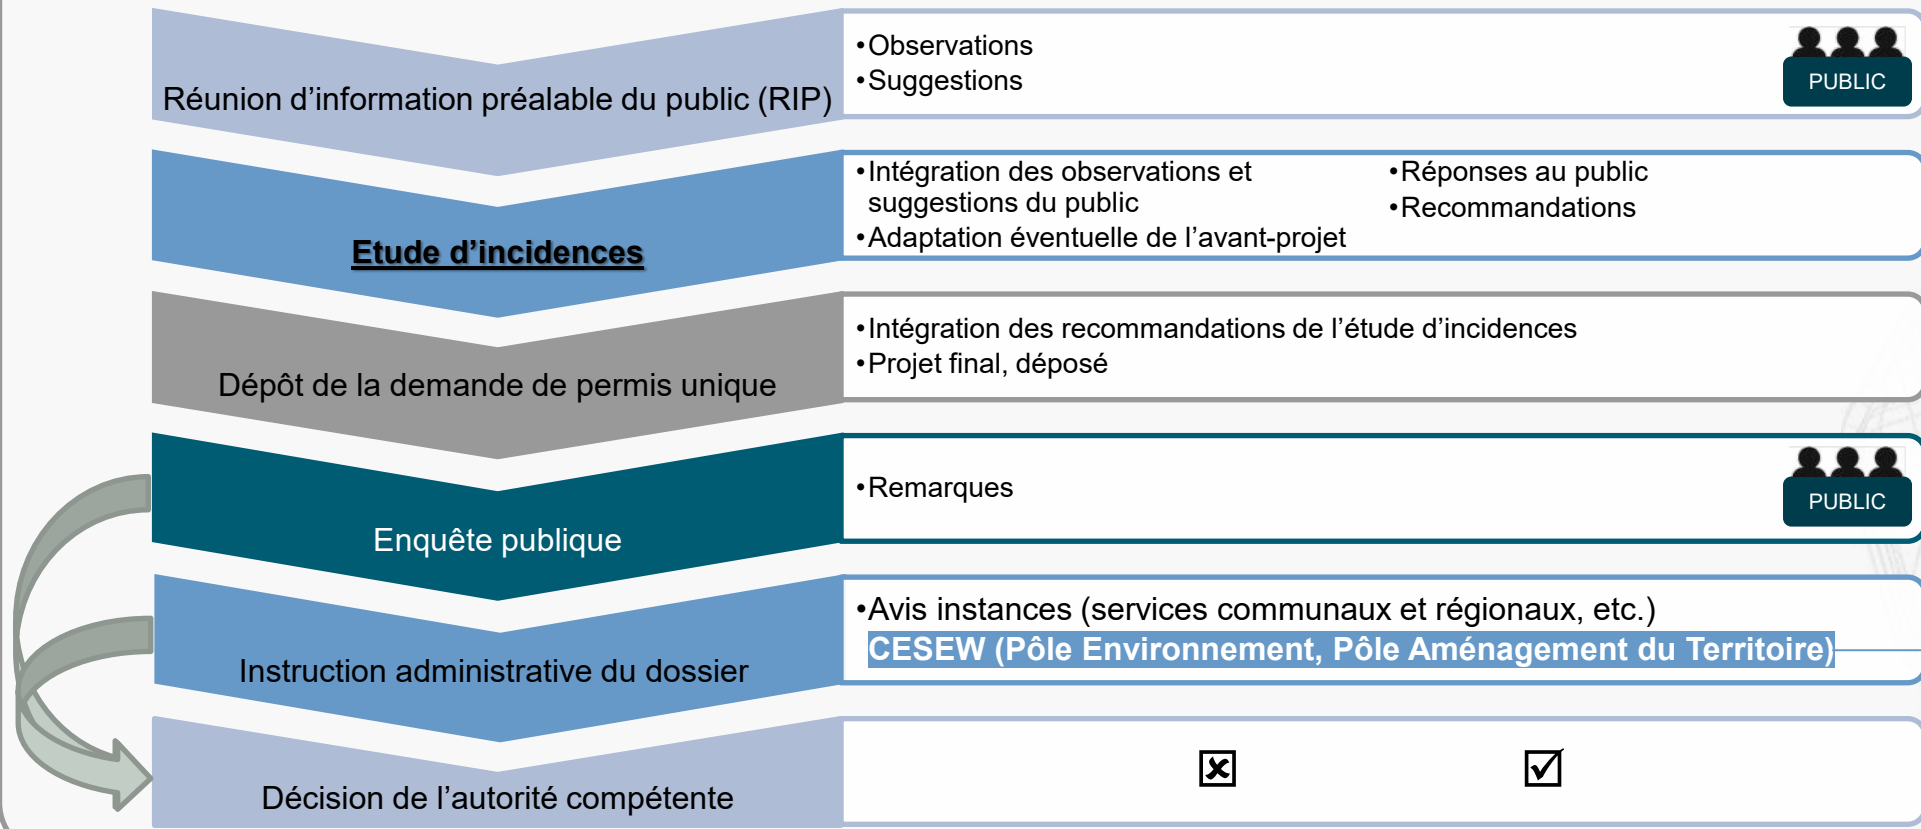 Réunion d’information préalable du public (RIP)
•Observations
•Suggestions
PUBLIC
Etude d’incidences
•Intégration des observations et
suggestions du public
•Adaptation éventuelle de l’avant-projet
•Réponses au public
•Recommandations
Dépôt de la demande de permis unique
•Intégration des recommandations de l’étude d’incidences
•Projet final, déposé
Enquête publique
•Remarques
PUBLIC
Instruction administrative du dossier
•Avis instances (services communaux et régionaux, etc.)
CESEW (Pôle Environnement, Pôle Aménagement du Territoire)
Décision de l’autorité compétente